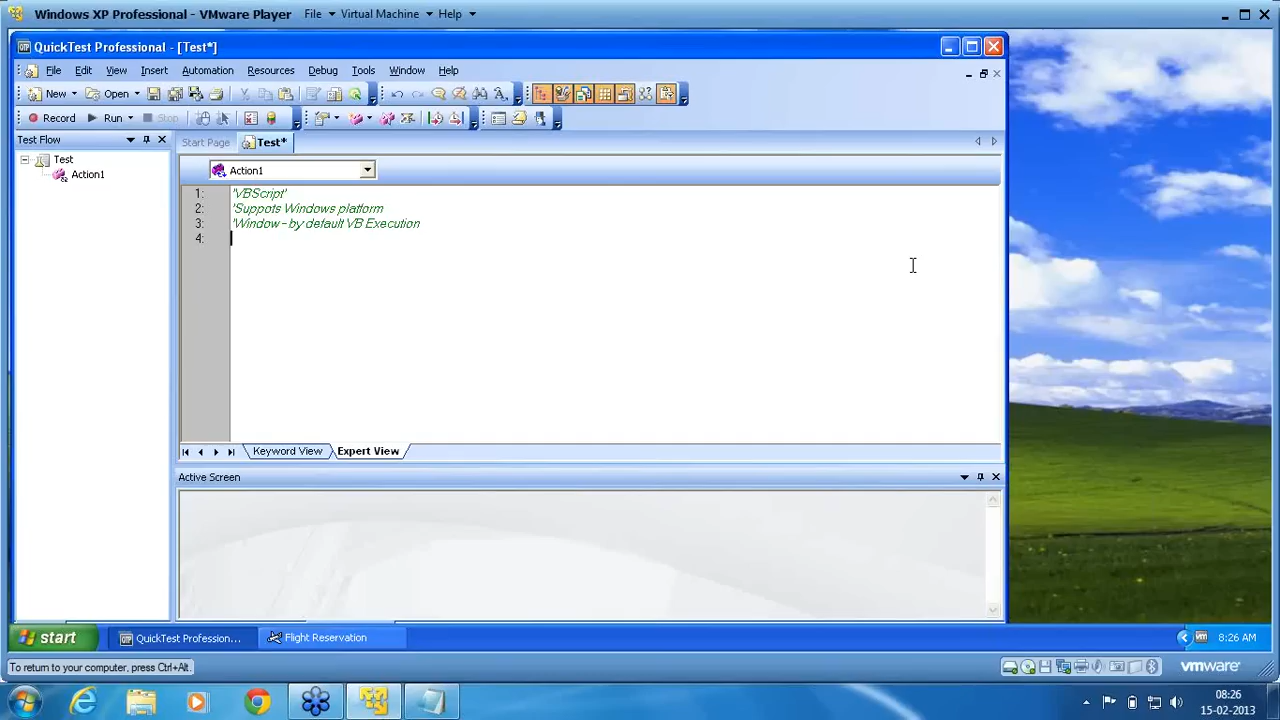 Windows XP Professional - VMware Player File Virtual Machine Help
QuickTest Professional - [Test*]
File Edit View Insert Automation Resources Debug Tools Window Help
New Open
Record Run Stop
Test Flow
Start Page Test*
Test
Action1
Action1
1: 'VBScript'
2: 'Suppots Windows platform
3: 'Window - by default VB Execution
4:
Keyword View Expert View
Active Screen
start QuickTest Profession... Flight Reservation 8:26 AM
To return to your computer, press Ctrl+Alt. vmware
08:26
15-02-2013